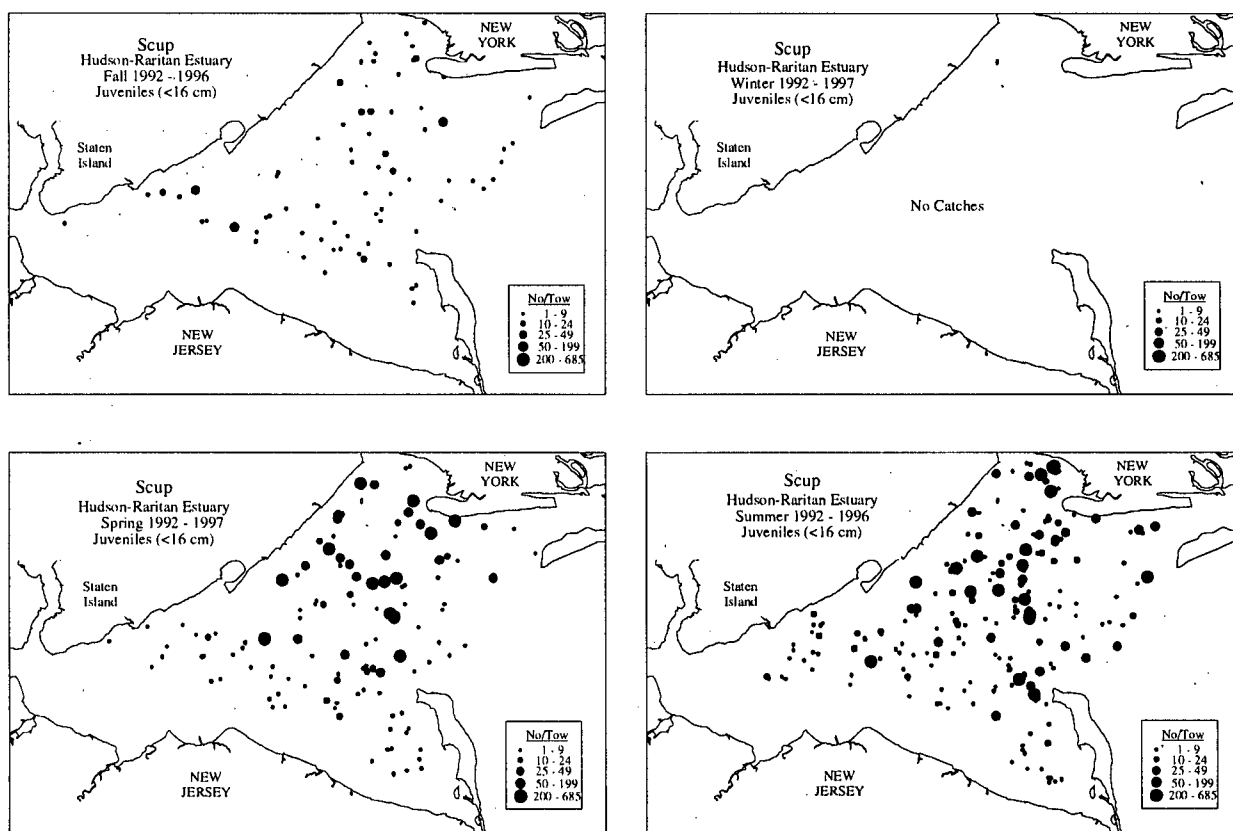 Scup
Hudson-Raritan Estuary
Fall 1992 - 1996
Juveniles (<16 cm)
NEW
YORK
Staten
Island
NEW
JERSEY
No/Tow
1 - 9
10 - 24
25 - 49
50 - 199
200 - 685
Scup
Hudson-Raritan Estuary
Winter 1992 - 1997
Juveniles (<16 cm)
NEW
YORK
Staten
Island
No Catches
NEW
JERSEY
No/Tow
1 - 9
10 - 24
25 - 49
50 - 199
200 - 685
Scup
Hudson-Raritan Estuary
Spring 1992 - 1997
Juveniles (<16 cm)
NEW
YORK
Staten
Island
NEW
JERSEY
No/Tow
1 - 9
10 - 24
25 - 49
50 - 199
200 - 685
Scup
Hudson-Raritan Estuary
Summer 1992 - 1996
Juveniles (<16 cm)
NEW
YORK
Staten
Island
NEW
JERSEY
No/Tow
1 - 9
10 - 24
25 - 49
50 - 199
200 - 685